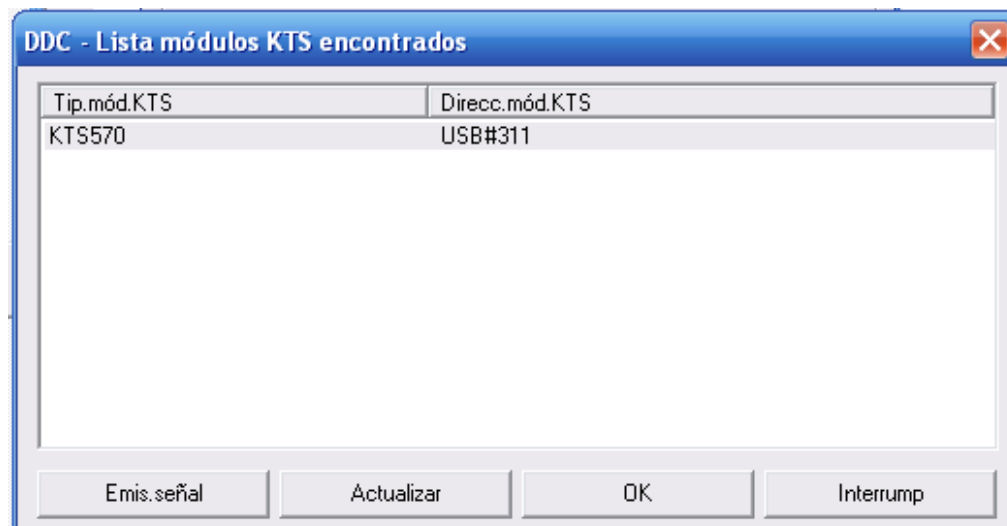 DDC - Lista módulos KTS encontrados
Tip.mód.KTS Direcc.mód.KTS
KTS570 USB#311
Emis.señal Actualizar OK Interrump